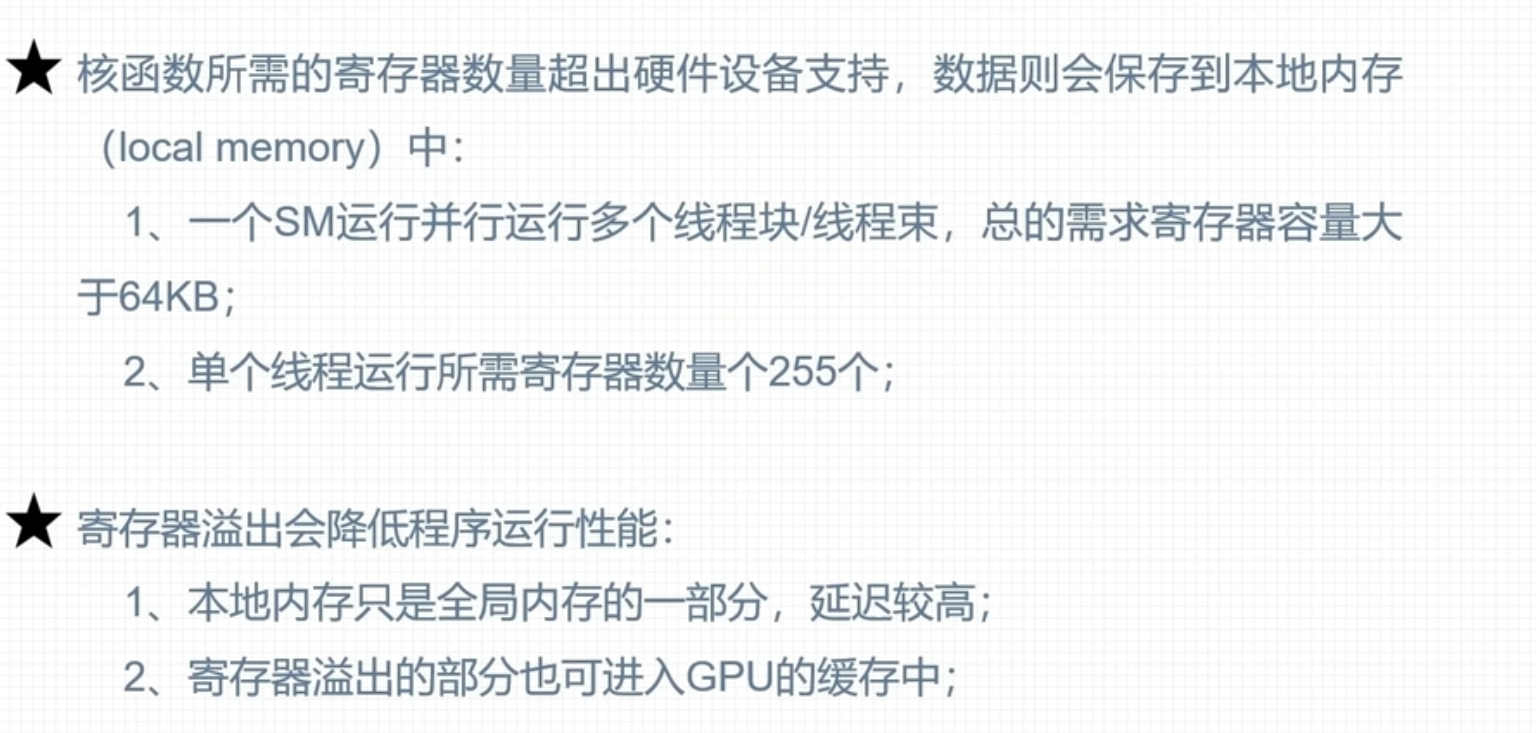 ★ 核函数所需的寄存器数量超出硬件设备支持，数据则会保存到本地内存
（local memory）中：
1、一个SM运行并行运行多个线程块/线程束，总的需求寄存器容量大
于64KB；
2、单个线程运行所需寄存器数量个255个；
★ 寄存器溢出会降低程序运行性能：
1、本地内存只是全局内存的一部分，延迟较高；
2、寄存器溢出的部分也可进入GPU的缓存中；